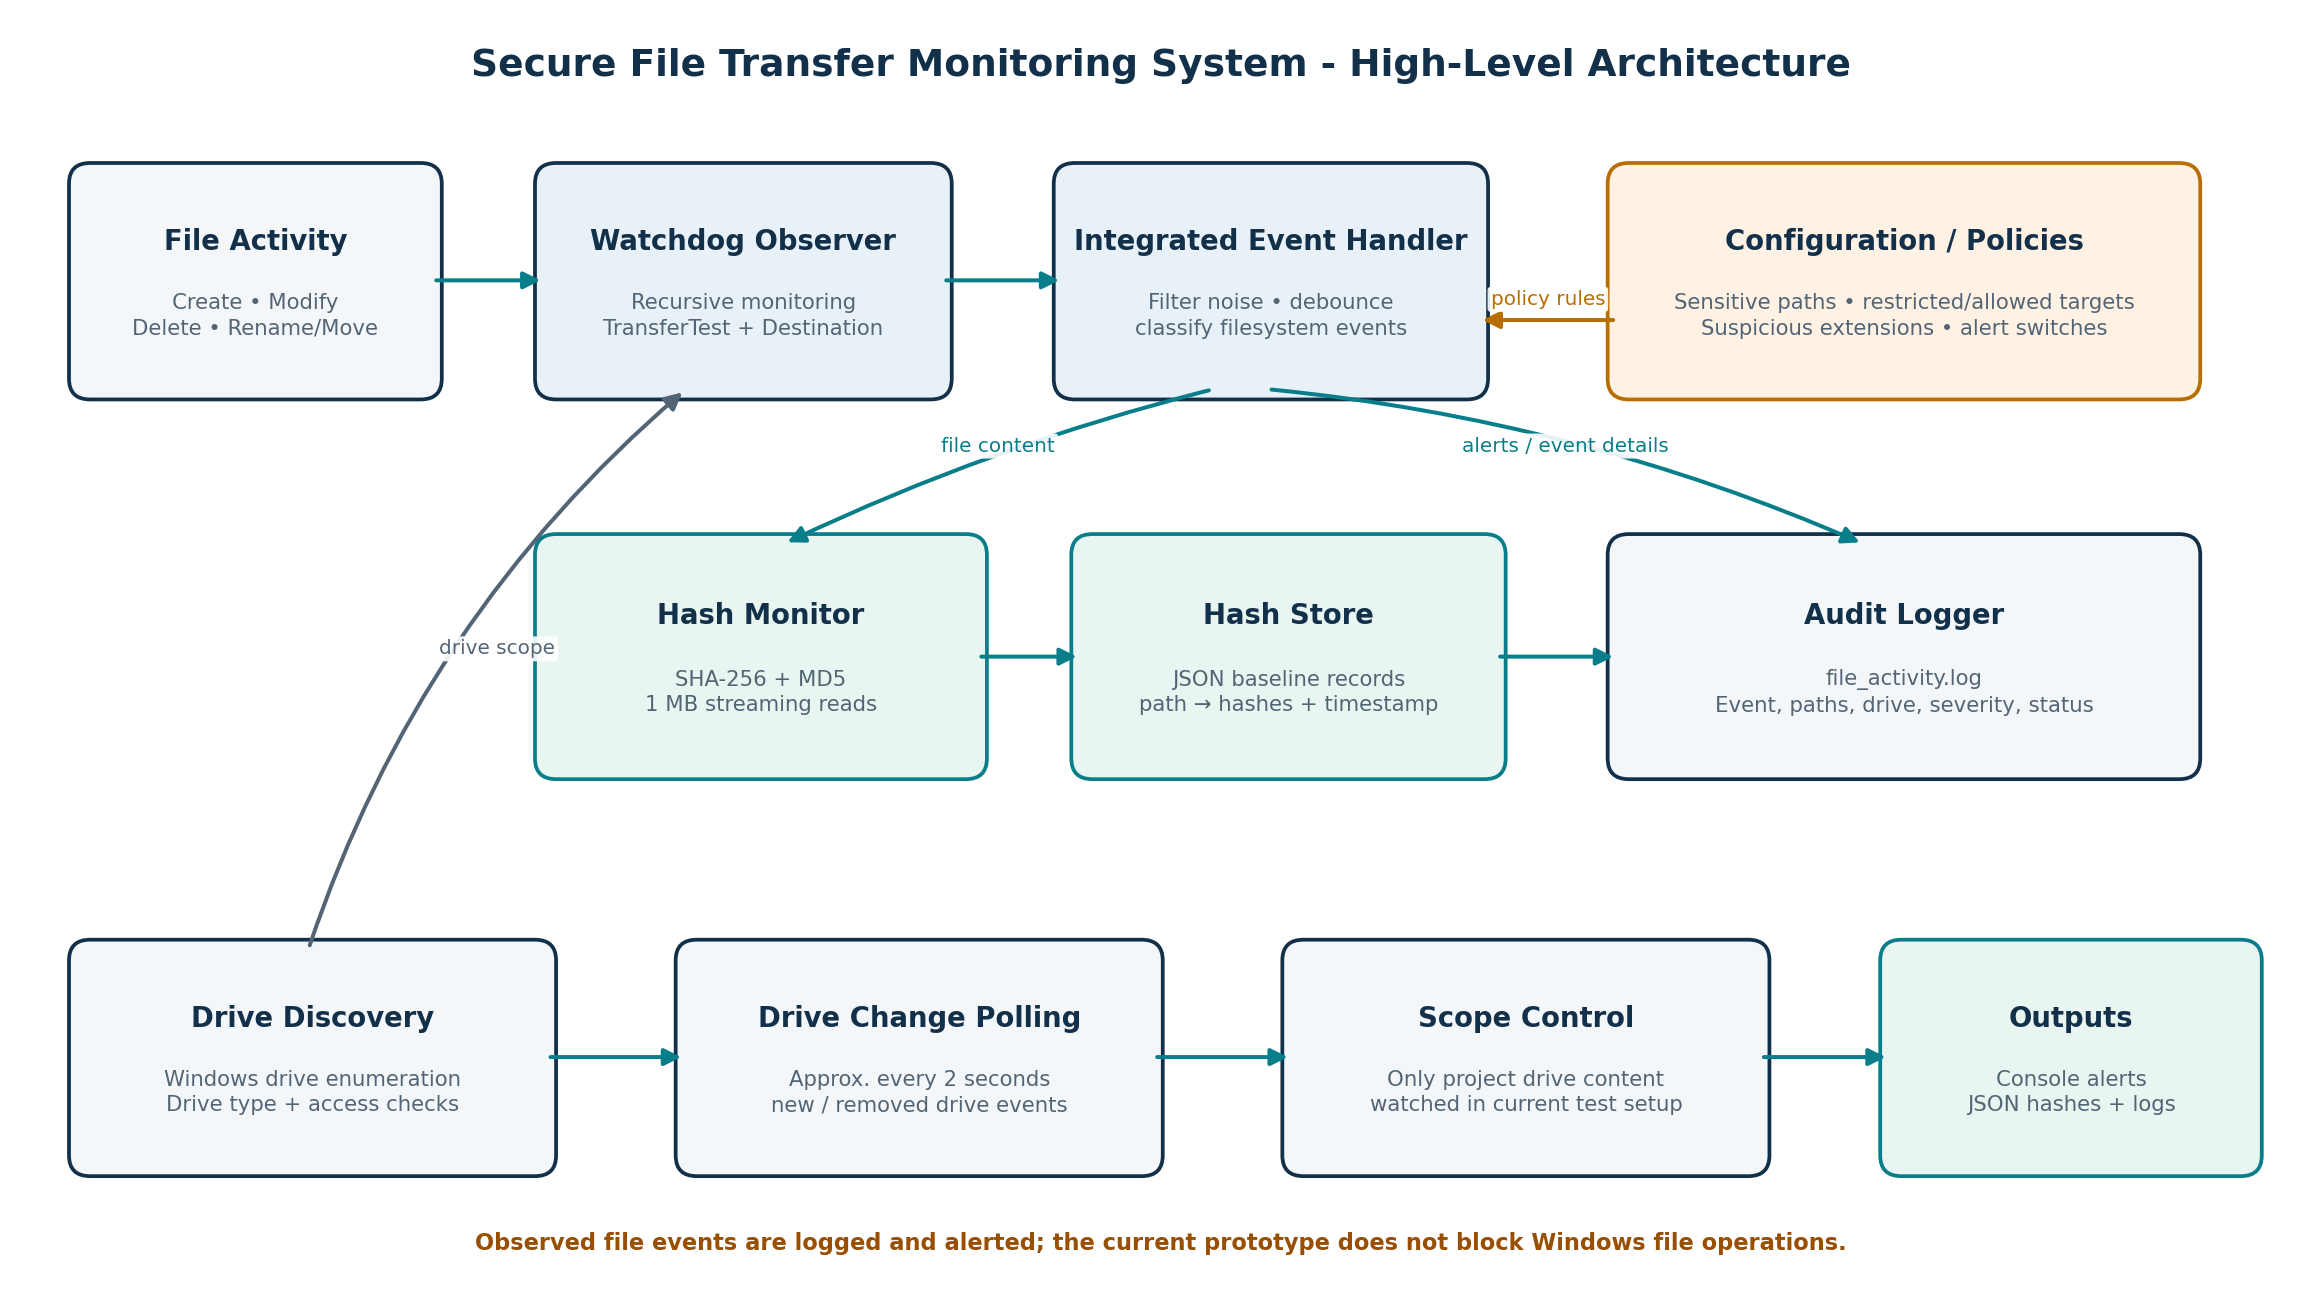 Secure File Transfer Monitoring System - High-Level Architecture
File Activity
Create • Modify
Delete • Rename/Move
Watchdog Observer
Recursive monitoring
TransferTest + Destination
Integrated Event Handler
Filter noise • debounce
classify filesystem events
policy rules
Configuration / Policies
Sensitive paths • restricted/allowed targets
Suspicious extensions • alert switches
file content
alerts / event details
drive scope
Hash Monitor
SHA-256 + MD5
1 MB streaming reads
Hash Store
JSON baseline records
path → hashes + timestamp
Audit Logger
file_activity.log
Event, paths, drive, severity, status
Drive Discovery
Windows drive enumeration
Drive type + access checks
Drive Change Polling
Approx. every 2 seconds
new / removed drive events
Scope Control
Only project drive content
watched in current test setup
Outputs
Console alerts
JSON hashes + logs
Observed file events are logged and alerted; the current prototype does not block Windows file operations.